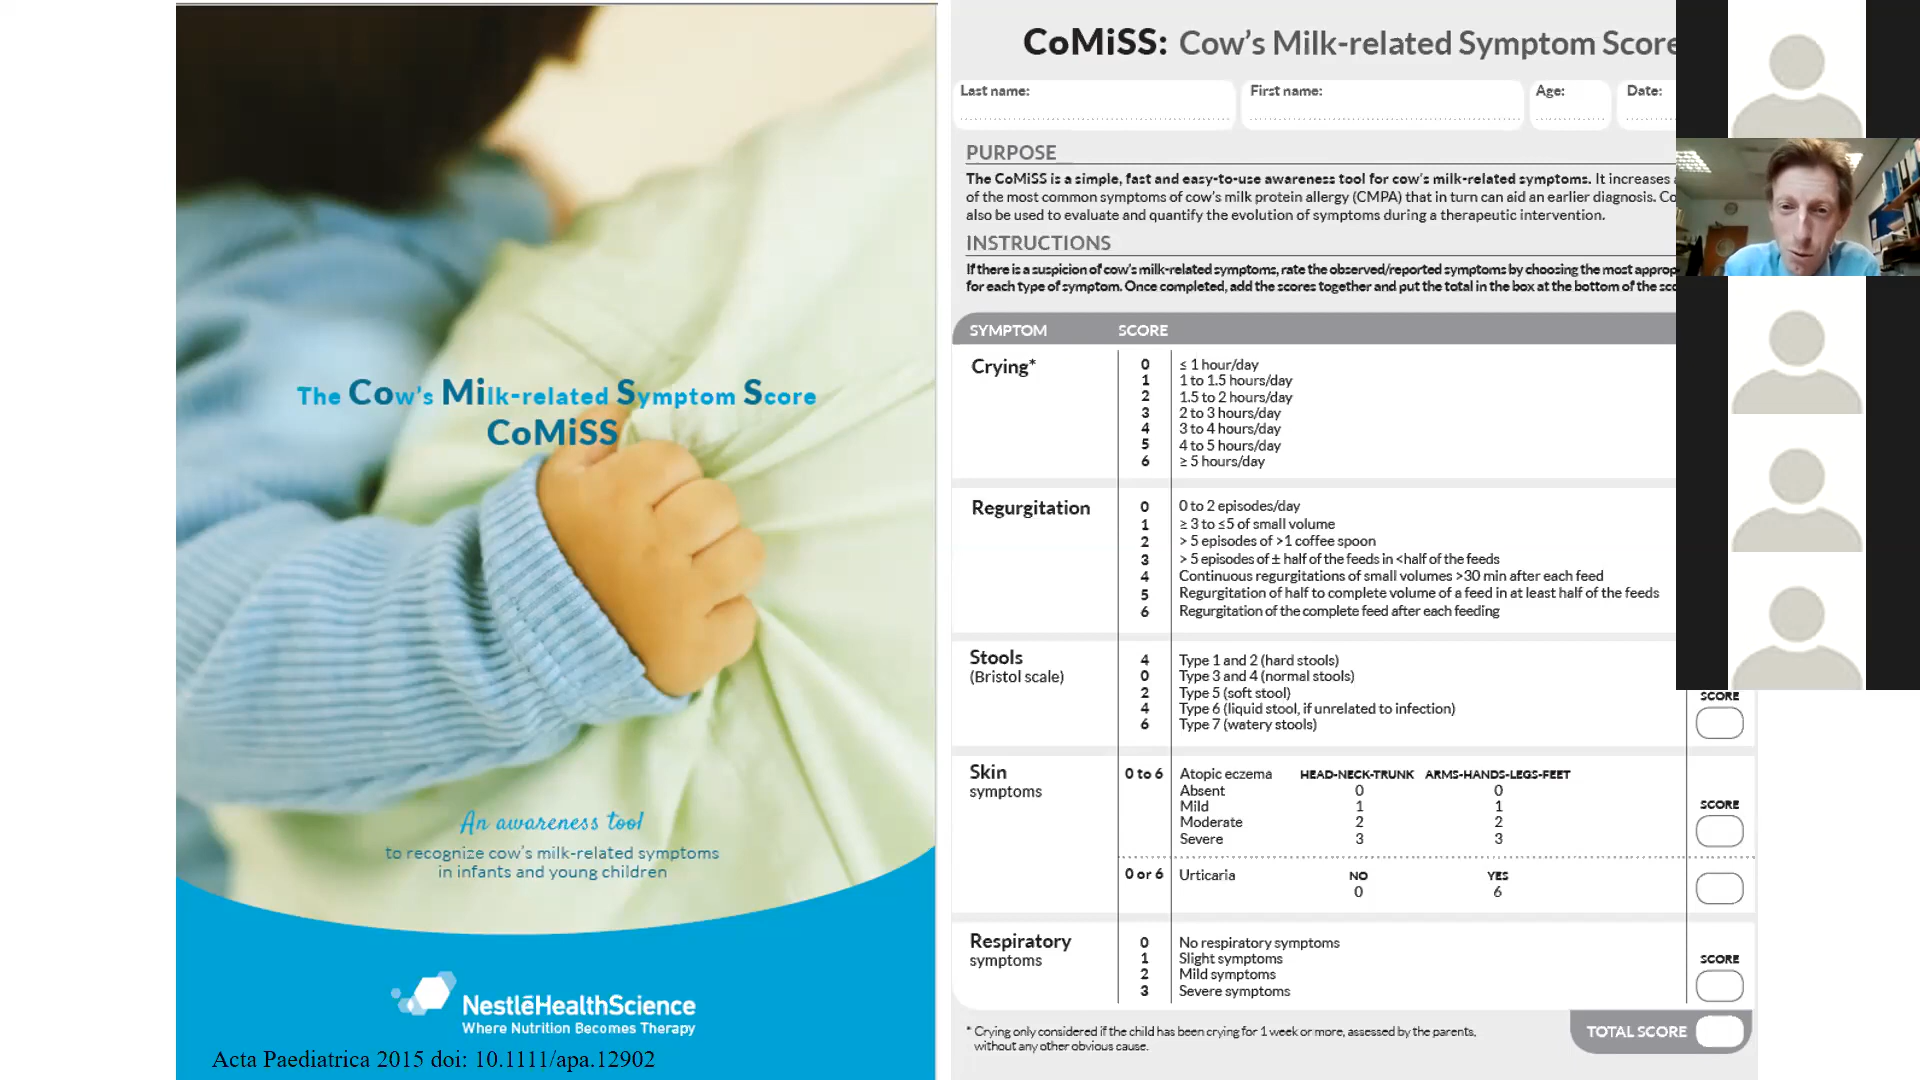 The Cow's Milk-related Symptom Score
CoMiSS
An awareness tool
to recognize cow's milk-related symptoms
in infants and young children
NestlēHealthScience
Where Nutrition Becomes Therapy
Acta Paediatrica 2015 doi: 10.1111/apa.12902
CoMiSS: Cow's Milk-related Symptom Score
Last name: First name: Age: Date:
PURPOSE
The CoMiSS is a simple, fast and easy-to-use awareness tool for cow's milk-related symptoms. It increases
of the most common symptoms of cow's milk protein allergy (CMPA) that in turn can aid an earlier diagnosis.
also be used to evaluate and quantify the evolution of symptoms during a therapeutic intervention.
INSTRUCTIONS
If there is a suspicion of cow's milk-related symptoms, rate the observed/reported symptoms by choosing the most
for each type of symptom. Once completed, add the scores together and put the total in the box at the bottom of the
SYMPTOM SCORE
Crying* 0 ≤ 1 hour/day
1 1 to 1.5 hours/day
2 1.5 to 2 hours/day
3 2 to 3 hours/day
4 3 to 4 hours/day
5 4 to 5 hours/day
6 ≥ 5 hours/day
Regurgitation 0 0 to 2 episodes/day
1 ≥ 3 to ≤5 of small volume
2 > 5 episodes of >1 coffee spoon
3 > 5 episodes of ± half of the feeds in <half of the feeds
4 Continuous regurgitations of small volumes >30 min after each feed
5 Regurgitation of half to complete volume of a feed in at least half of the feeds
6 Regurgitation of the complete feed after each feeding
Stools 4 Type 1 and 2 (hard stools)
(Bristol scale) 0 Type 3 and 4 (normal stools)
2 Type 5 (soft stool)
4 Type 6 (liquid stool, if unrelated to infection)
6 Type 7 (watery stools)
SCORE
Skin 0 to 6 Atopic eczema HEAD-NECK-TRUNK ARMS-HANDS-LEGS-FEET
symptoms Absent 0 0
Mild 1 1
Moderate 2 2
Severe 3 3
SCORE
0 or 6 Urticaria NO YES
0 6
Respiratory 0 No respiratory symptoms
symptoms 1 Slight symptoms
2 Mild symptoms
3 Severe symptoms
SCORE
* Crying only considered if the child has been crying for 1 week or more, assessed by the parents,
without any other obvious cause.
TOTAL SCORE